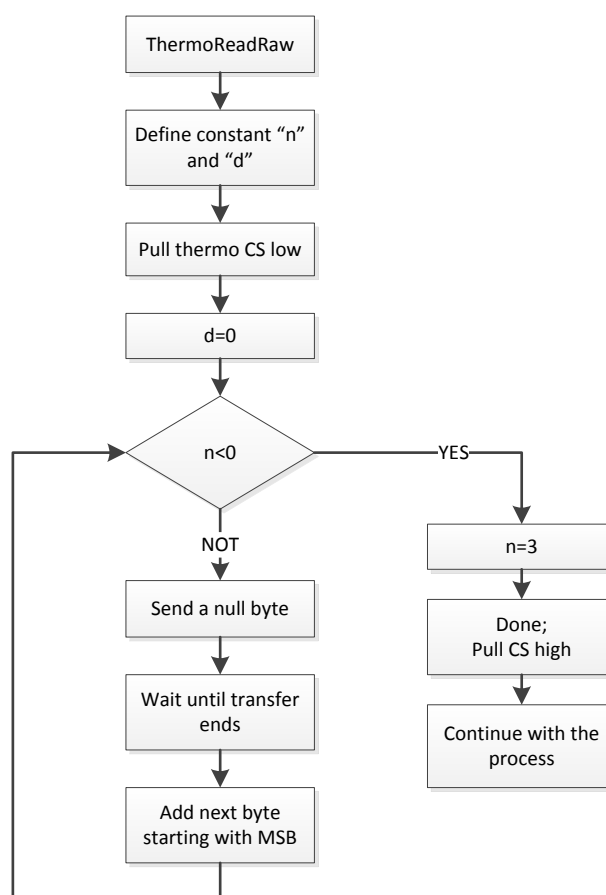 ThermoReadRaw
Define constant “n”
and “d”
Pull thermo CS low
d=0
n<0
YES
NOT
n=3
Send a null byte
Done;
Pull CS high
Wait until transfer
ends
Continue with the
process
Add next byte
starting with MSB